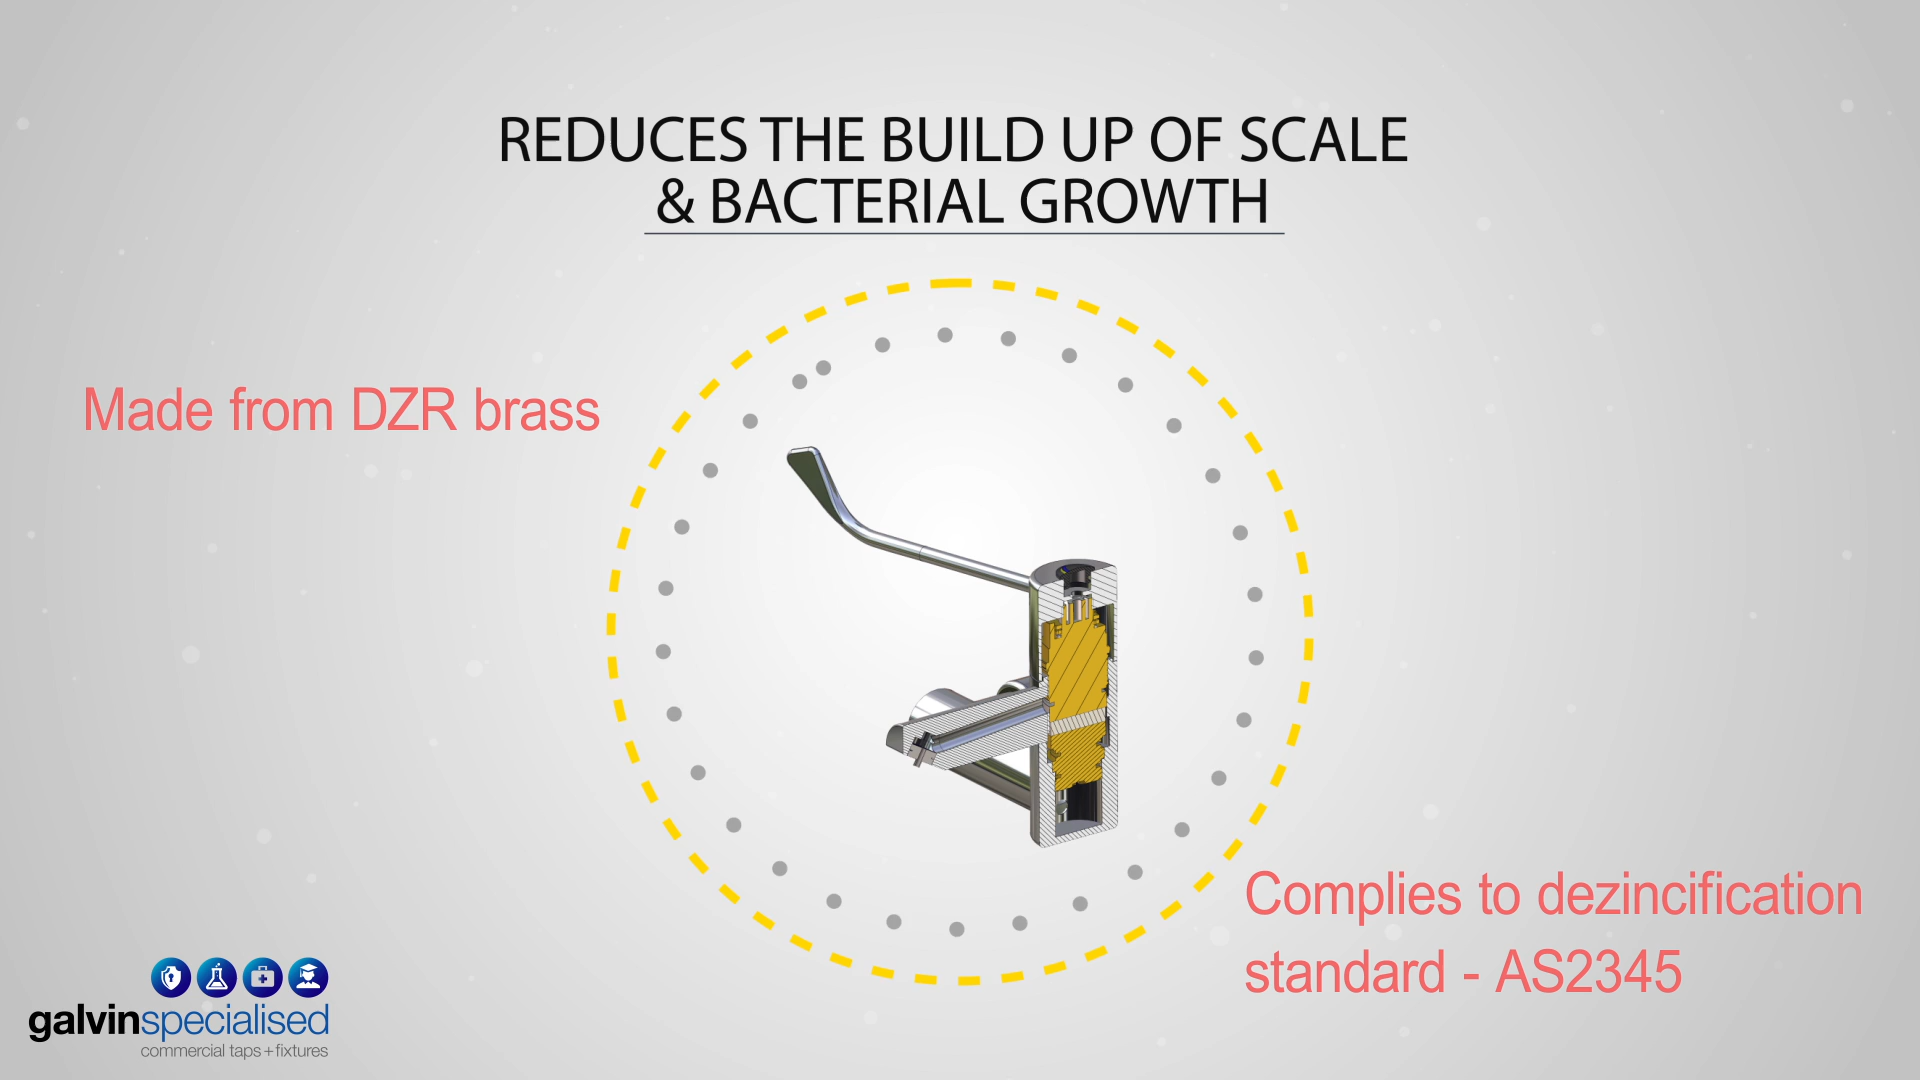 REDUCES THE BUILD UP OF SCALE
& BACTERIAL GROWTH
Made from DZR brass
Complies to dezincification
standard - AS2345
galvinspecialised
commercial taps+fixtures